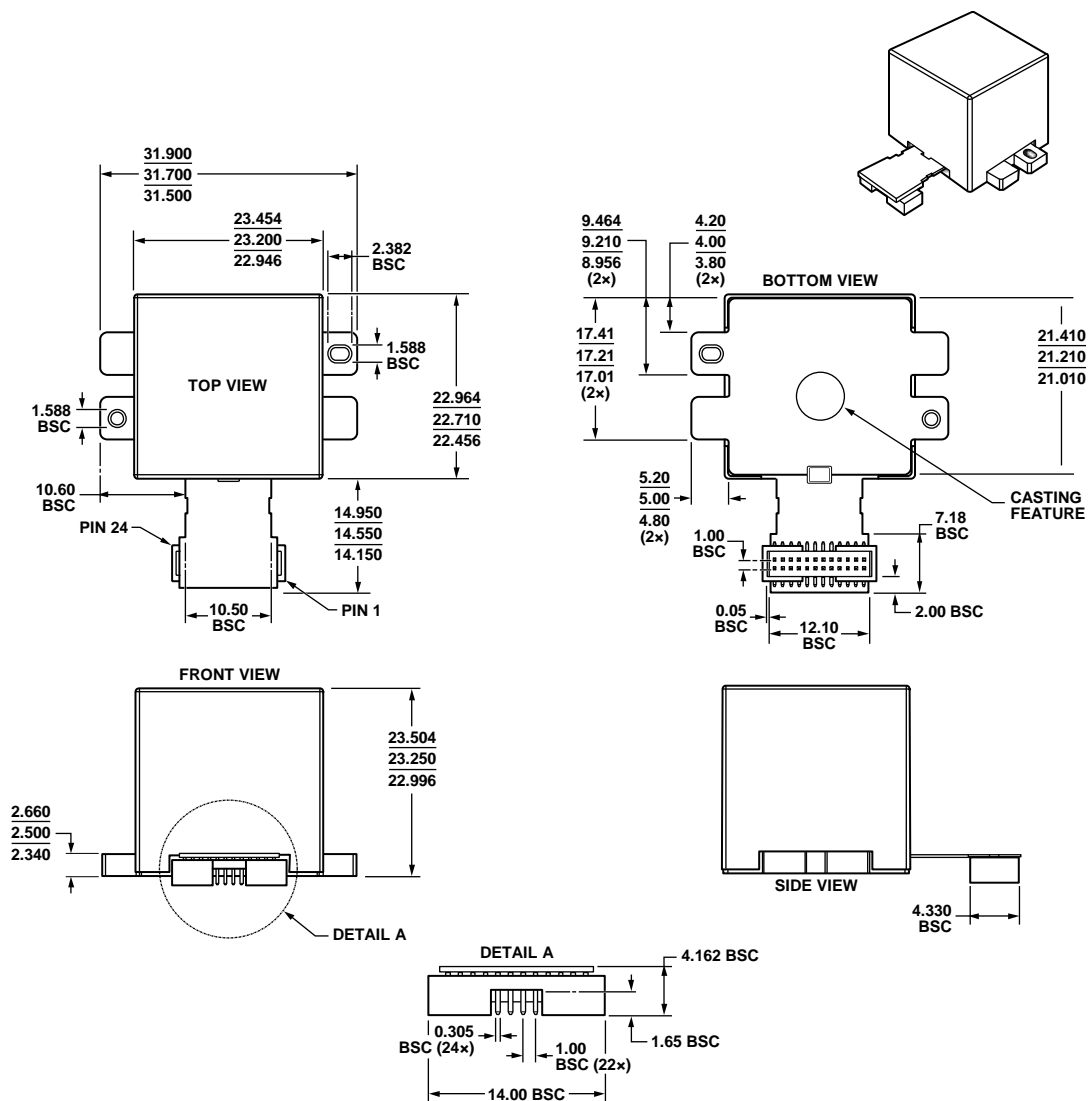 31.900
31.700
31.500
23.454
23.200
22.946
2.382
BSC
1.588
BSC
TOP VIEW
1.588
BSC
22.964
22.710
22.456
10.60
BSC
PIN 24
14.950
14.550
14.150
PIN 1
10.50
BSC
9.464
9.210
8.956
(2×)
4.20
4.00
3.80
(2×)
BOTTOM VIEW
17.41
17.21
17.01
(2×)
21.410
21.210
21.010
5.20
5.00
4.80
(2×)
CASTING
FEATURE
1.00
BSC
7.18
BSC
0.05
BSC
12.10
BSC
2.00 BSC
FRONT VIEW
23.504
23.250
22.996
2.660
2.500
2.340
DETAIL A
SIDE VIEW
4.330
BSC
DETAIL A
4.162 BSC
0.305
BSC (24×)
1.00
BSC (22×)
1.65 BSC
14.00 BSC